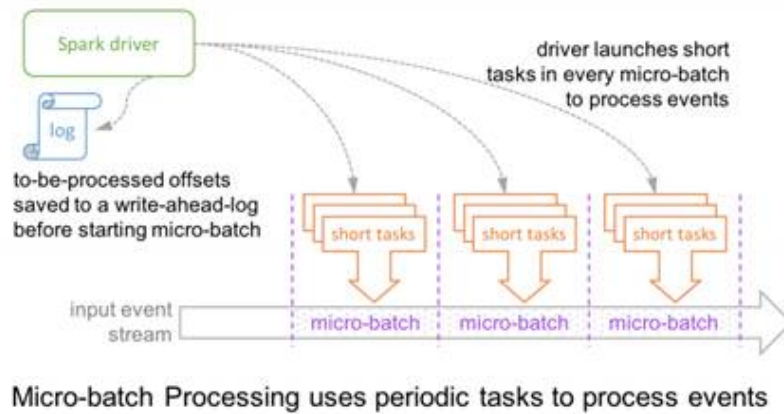 Spark driver
driver launches short
tasks in every micro-batch
to process events
log
to-be-processed offsets
saved to a write-ahead-log
before starting micro-batch
short tasks
short tasks
short tasks
input event
stream
micro-batch
micro-batch
micro-batch
Micro-batch Processing uses periodic tasks to process events